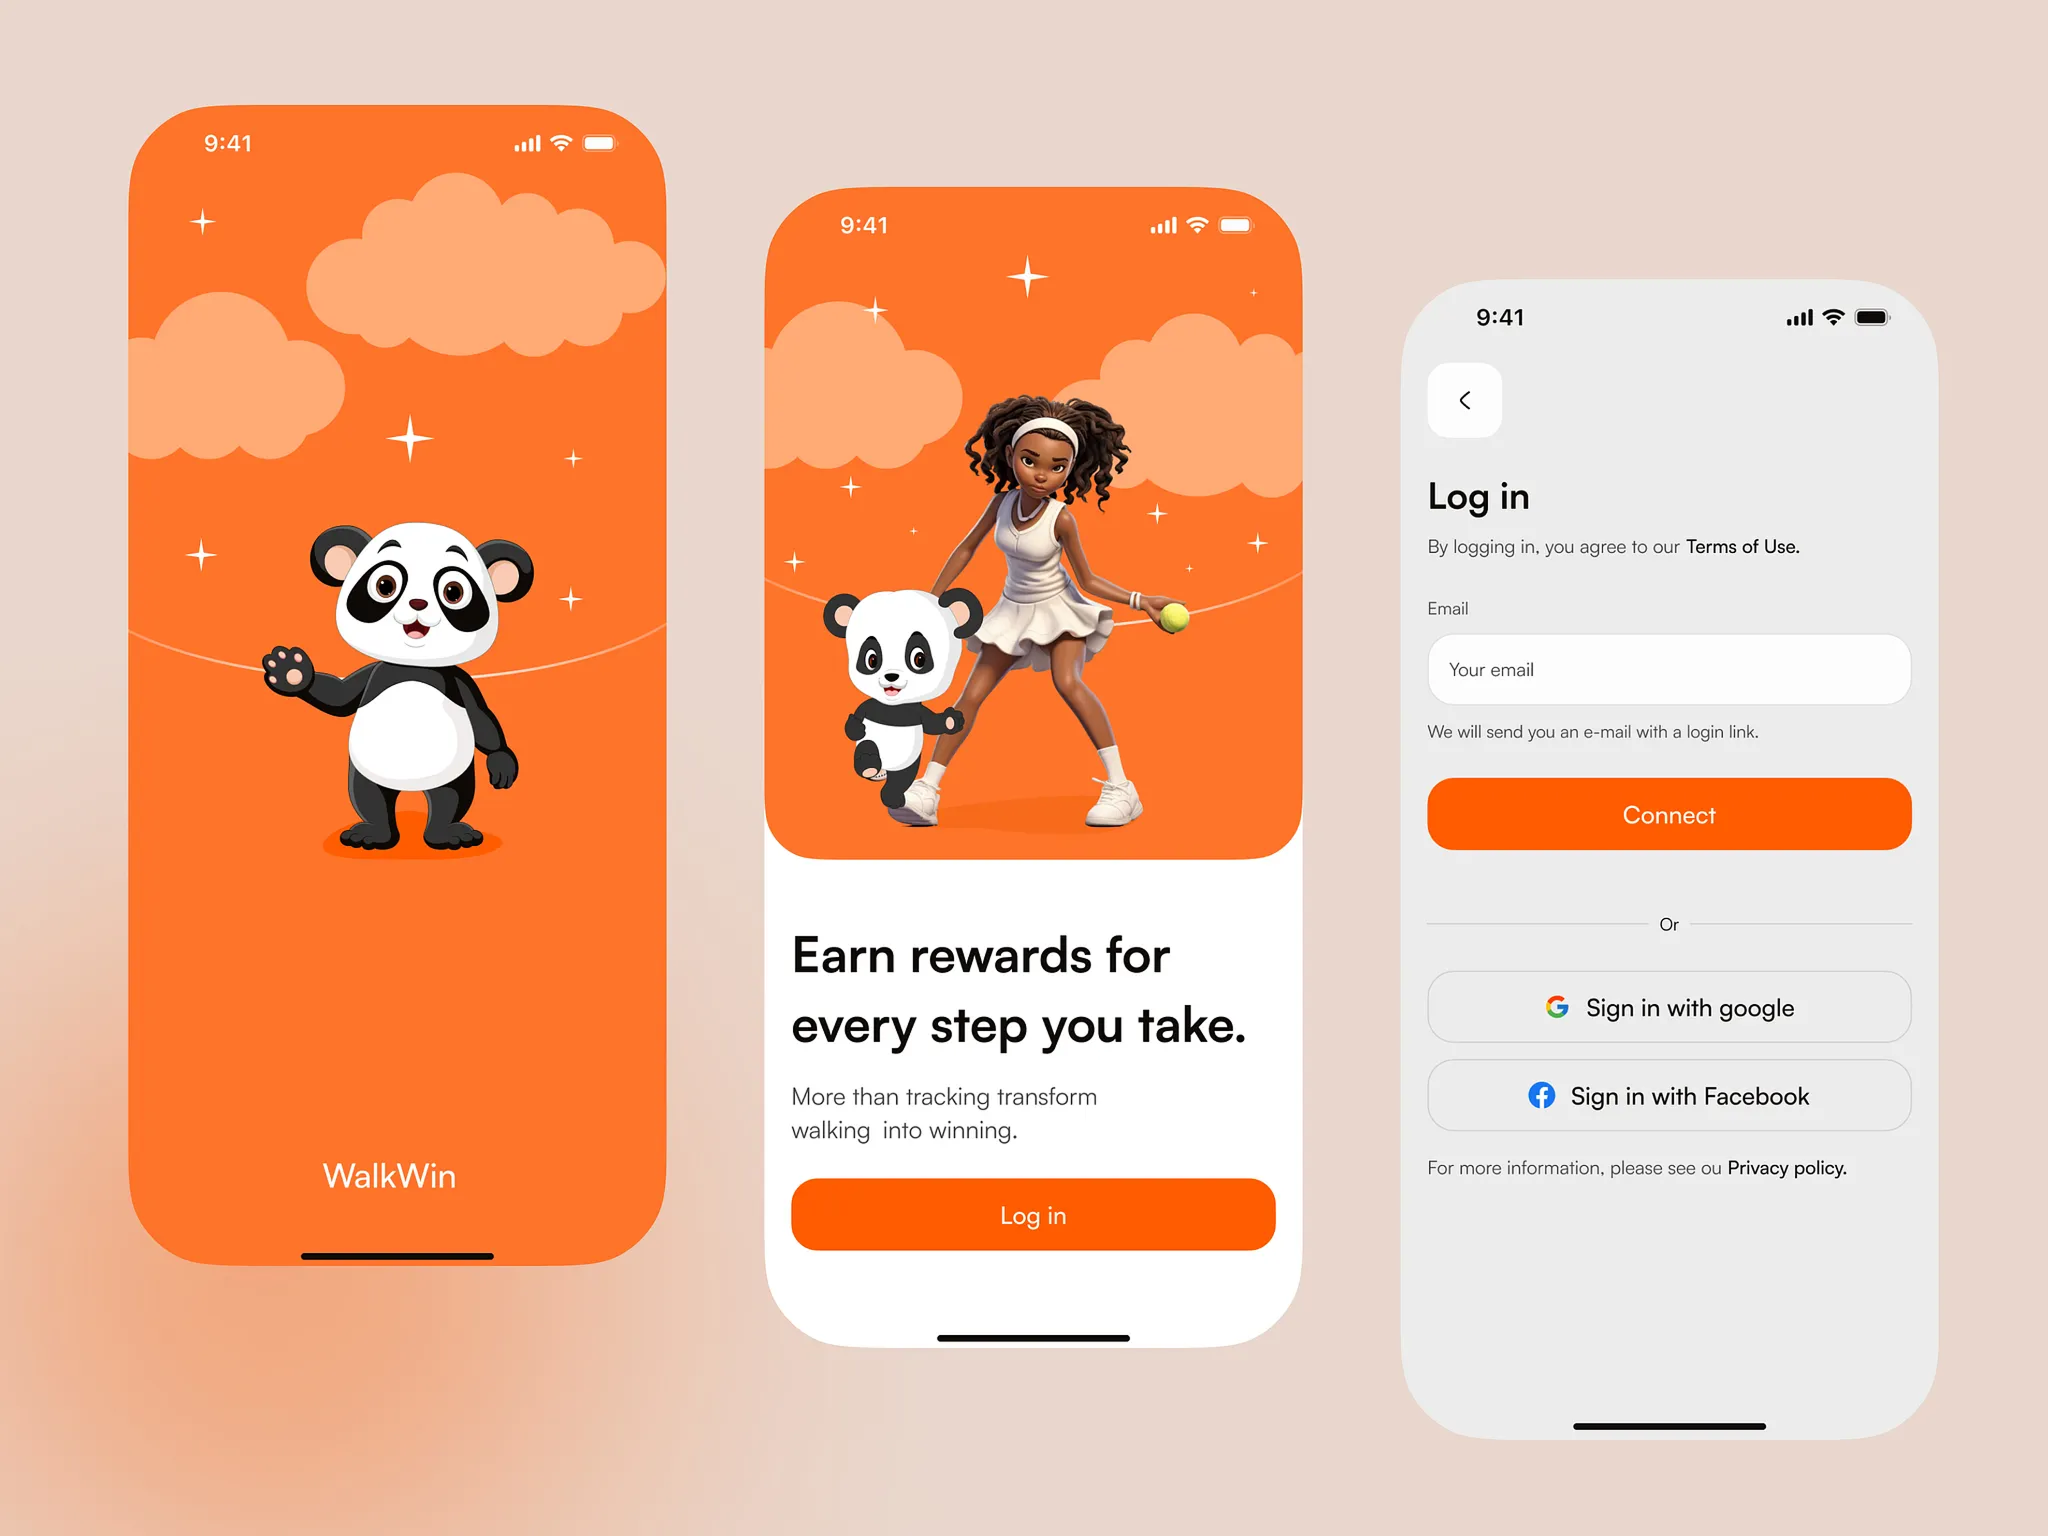 9:41
WalkWin
9:41
Earn rewards for
every step you take.
More than tracking transform
walking  into winning.
Log in
9:41
Log in
By logging in, you agree to our Terms of Use.
Email
Your email
We will send you an e-mail with a login link.
Connect
Or
Sign in with google
Sign in with Facebook
For more information, please see ou Privacy policy.